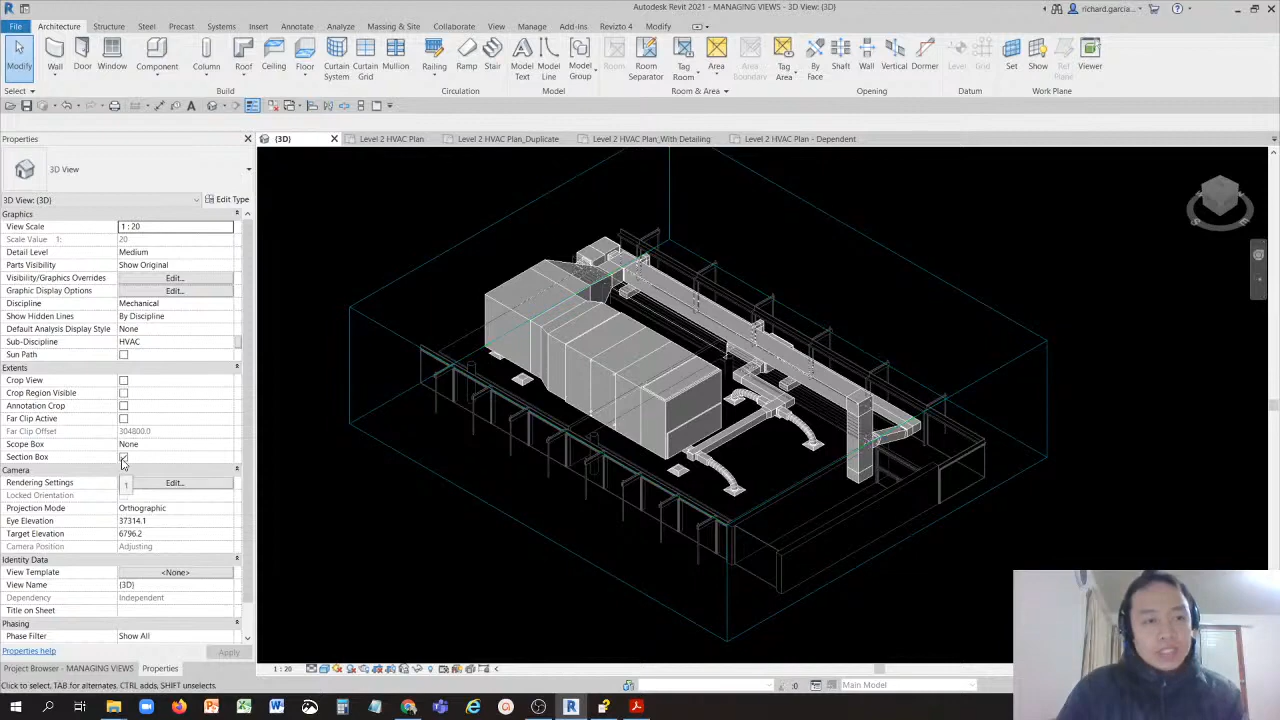 Autodesk Revit 2021 - MANAGING VIEWS - 3D View: {3D}
richard.garcia...
File Architecture Structure Steel Precast Systems Insert Annotate Analyze Massing & Site Collaborate View Manage Add-ins Revizto 4 Modify
Modify Wall Door Window Component Column Roof Ceiling Floor Curtain System Curtain Grid Mullion Railing Ramp Stair Model Text Model Line Model Group Room Room Separator Tag Room Area Area Boundary Tag Area By Face Shaft Wall Vertical Dormer Level Grid Set Show Ref Plane Viewer
Select Build Circulation Model Room & Area Opening Datum Work Plane
Properties
{3D} Level 2 HVAC Plan Level 2 HVAC Plan_Duplicate Level 2 HVAC Plan_With Detailing Level 2 HVAC Plan - Dependent
3D View
3D View: {3D} Edit Type
Graphics
View Scale 1 : 20
Scale Value 1: 20
Detail Level Medium
Parts Visibility Show Original
Visibility/Graphics Overrides Edit...
Graphic Display Options Edit...
Discipline Mechanical
Show Hidden Lines By Discipline
Default Analysis Display Style None
Sub-Discipline HVAC
Sun Path
Extents
Crop View
Crop Region Visible
Annotation Crop
Far Clip Active
Far Clip Offset 304800.0
Scope Box None
Section Box
Camera
Rendering Settings Edit...
Locked Orientation
Projection Mode Orthographic
Eye Elevation 37314.1
Target Elevation 6796.2
Camera Position Adjusting
Identity Data
View Template <None>
View Name {3D}
Dependency Independent
Title on Sheet
Phasing
Phase Filter Show All
Properties help Apply
Project Browser - MANAGING VIEWS Properties
1 : 20
Click to select, TAB for alternates, CTRL adds, SHIFT unselects.
:0 Main Model